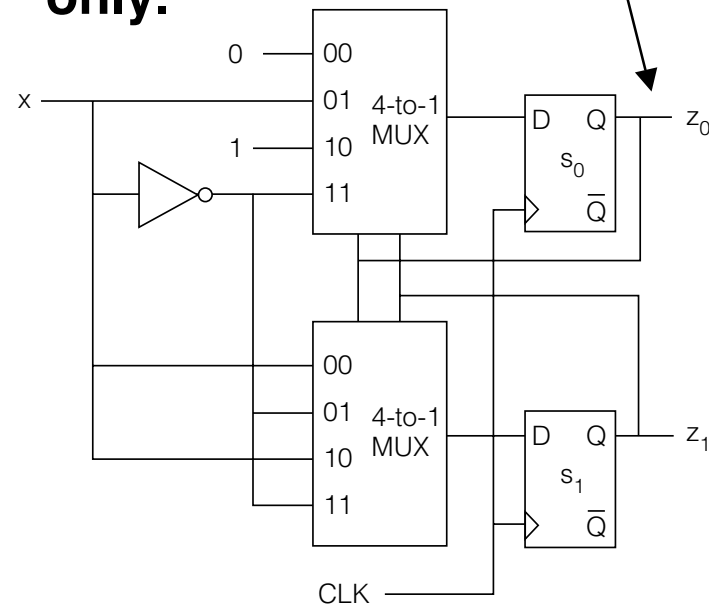 only.
0 00
x 01 4-to-1 D Q z0
MUX
1 10 s0
11 Q̅
00
01 4-to-1 D Q z1
MUX
10 s1
11 Q̅
CLK